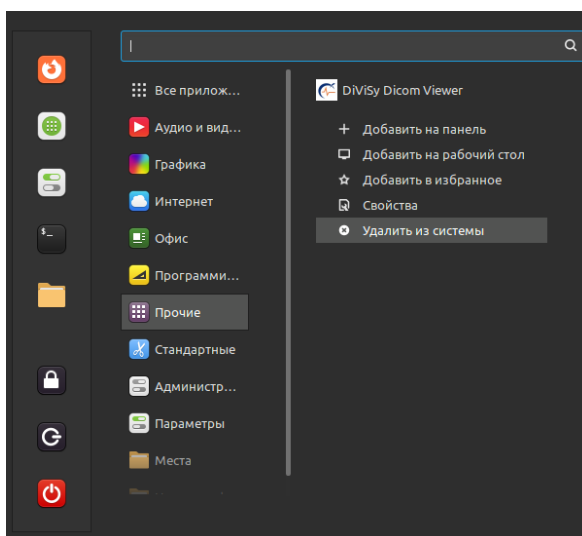 $_
Все прилож...
Аудио и вид...
Графика
Интернет
Офис
Программи...
Прочие
Стандартные
Администр...
Параметры
Места
DiViSy Dicom Viewer
Добавить на панель
Добавить на рабочий стол
Добавить в избранное
Свойства
Удалить из системы